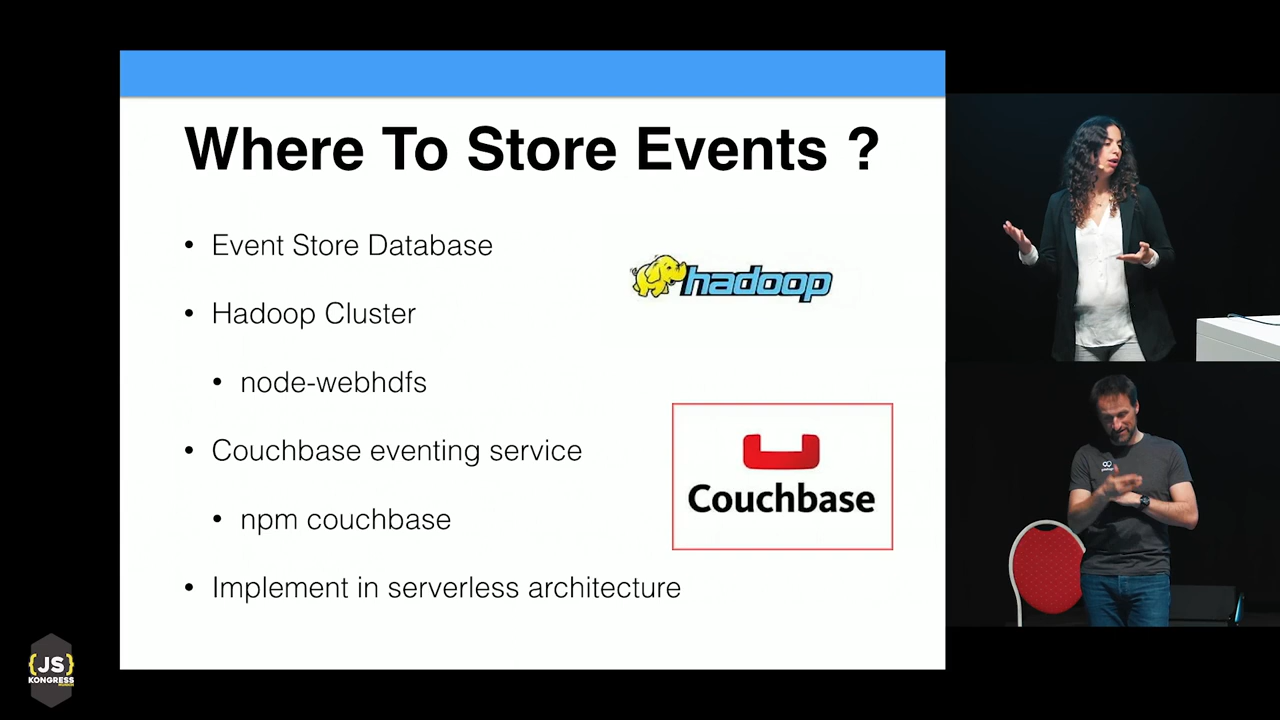 Where To Store Events ?
• Event Store Database
hadoop
• Hadoop Cluster
• node-webhdfs
• Couchbase eventing service
Couchbase
• npm couchbase
• Implement in serverless architecture
{JS}
KONGRESS